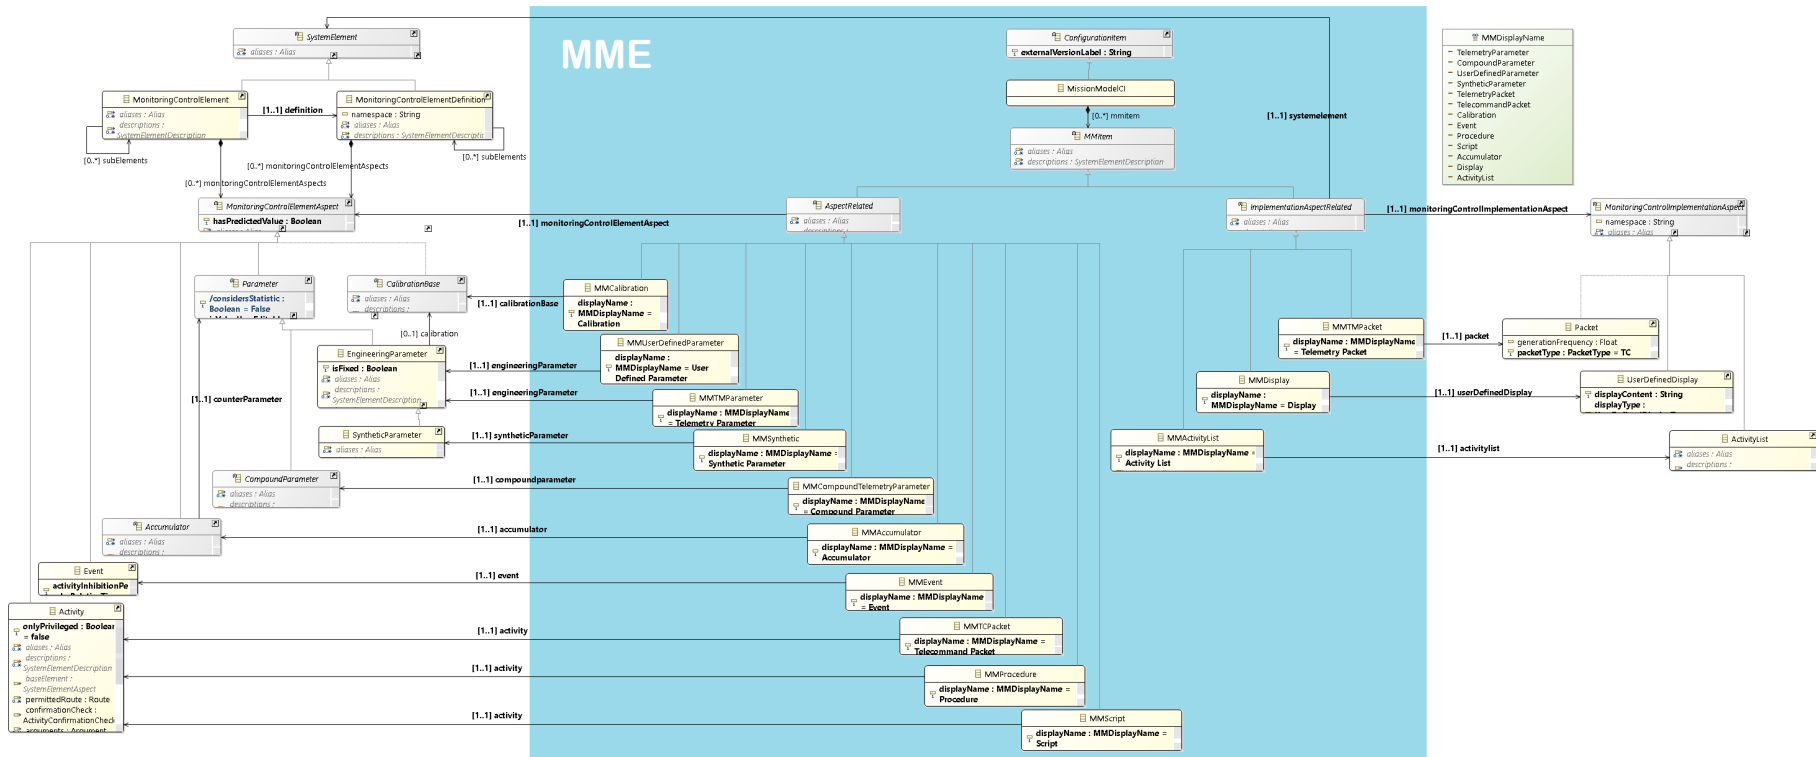 MME
SystemElement
aliases : Alias
ConfigurationItem
externalVersionLabel : String
MissionModelCI
[0..*] mmitem
MMItem
aliases : Alias
descriptions : SystemElementDescription
[1..1] systemelement
MMDisplayName
TelemetryParameter
CompoundParameter
UserDefinedParameter
SyntheticParameter
TelemetryPacket
TelecommandPacket
Calibration
Event
Procedure
Script
Accumulator
Display
ActivityList
MonitoringControlElement
aliases : Alias
descriptions :
SystemElementDescription
[1..1] definition
MonitoringControlElementDefinition
namespace : String
aliases : Alias
descriptions : SystemElementDescriptic
[0..*] subElements
[0..*] subElements
[0..*] monitoringControlElementAspects
[0..*] monitoringControlElementAspects
MonitoringControlElementAspect
hasPredictedValue : Boolean
[1..1] monitoringControlElementAspect
AspectRelated
aliases : Alias
descriptions :
ImplementationAspectRelated
aliases : Alias
[1..1] monitoringControlImplementationAspect
MonitoringControlImplementationAspect
namespace : String
aliases : Alias
Parameter
/considersStatistic :
Boolean = False
CalibrationBase
aliases : Alias
descriptions :
[1..1] calibrationBase
MMCalibration
displayName :
MMDisplayName =
Calibration
[0..1] calibration
EngineeringParameter
isFixed : Boolean
aliases : Alias
descriptions :
SystemElementDescription
[1..1] engineeringParameter
MMUserDefinedParameter
displayName :
MMDisplayName = User
Defined Parameter
[1..1] engineeringParameter
MMTMParameter
displayName : MMDisplayName
= Telemetry Parameter
[1..1] counterParameter
SyntheticParameter
aliases : Alias
[1..1] syntheticParameter
MMSynthetic
displayName : MMDisplayName =
Synthetic Parameter
CompoundParameter
aliases : Alias
descriptions :
[1..1] compoundparameter
MMCompoundTelemetryParameter
displayName : MMDisplayName
= Compound Parameter
Accumulator
aliases : Alias
descriptions :
[1..1] accumulator
MMAccumulator
displayName : MMDisplayName =
Accumulator
Event
activityInhibitionPe
[1..1] event
MMEvent
displayName : MMDisplayName
= Event
Activity
onlyPrivileged : Boolean
= false
aliases : Alias
descriptions :
SystemElementDescription
baseElement :
SystemElementAspect
permittedRoute : Route
confirmationCheck :
ActivityConfirmationCheck
arguments : Argument
[1..1] activity
MMTCPacket
displayName : MMDisplayName =
Telecommand Packet
[1..1] activity
MMProcedure
displayName : MMDisplayName =
Procedure
[1..1] activity
MMScript
displayName : MMDisplayName =
Script
MMTMPacket
displayName : MMDisplayName
= Telemetry Packet
[1..1] packet
Packet
generationFrequency : Float
packetType : PacketType = TC
MMDisplay
displayName :
MMDisplayName = Display
[1..1] userDefinedDisplay
UserDefinedDisplay
displayContent : String
displayType :
MMActivityList
displayName : MMDisplayName =
Activity List
[1..1] activitylist
ActivityList
aliases : Alias
descriptions :